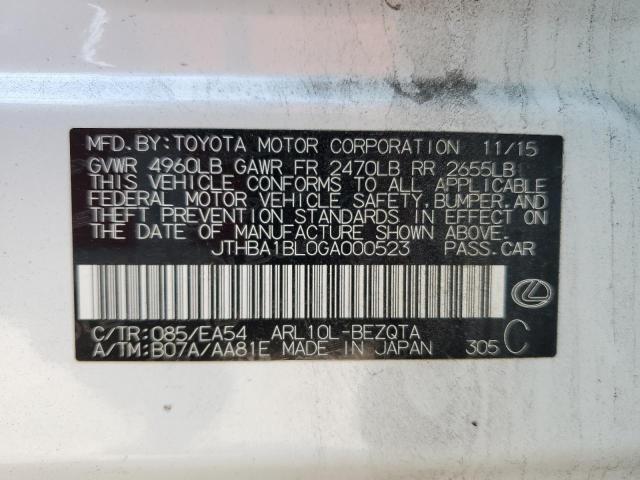 MFD.BY:TOYOTA MOTOR CORPORATION 11/15
GVWR 4960LB GAWR FR 2470LB RR 2655LB
THIS VEHICLE CONFORMS TO ALL APPLICABLE
FEDERAL MOTOR VEHICLE SAFETY,BUMPER,AND
THEFT PREVENTION STANDARDS IN EFFECT ON
THE DATE OF MANUFACTURE SHOWN ABOVE.
JTHBA1BL0GA000523 PASS.CAR
C/TR:085/EA54 ARL10L-BEZQTA
A/TM:B07A/AA81E MADE IN JAPAN 305 C